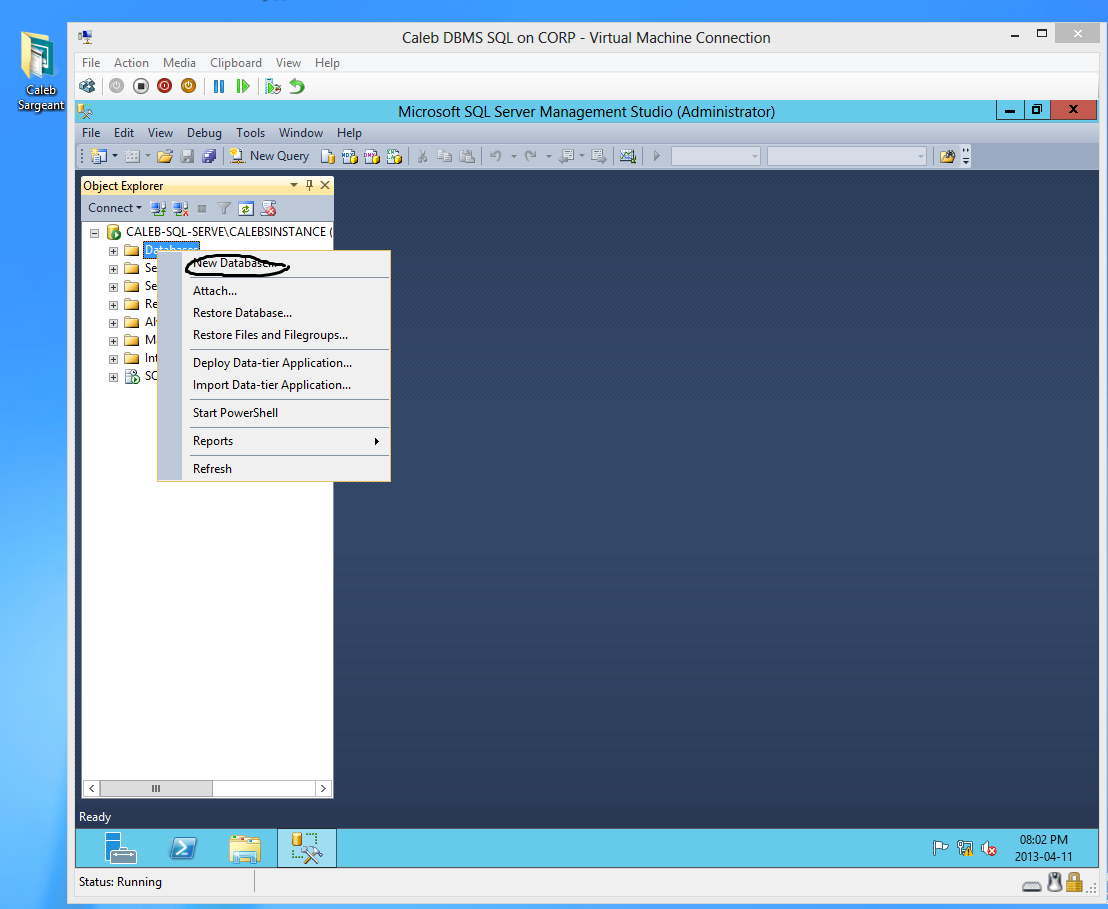 Caleb
Sargeant
Caleb DBMS SQL on CORP - Virtual Machine Connection
File Action Media Clipboard View Help
Microsoft SQL Server Management Studio (Administrator)
File Edit View Debug Tools Window Help
New Query
Object Explorer
Connect
CALEB-SQL-SERVE\CALEBSINSTANCE (
Databases
New Database...
Se
Se
Attach...
Re
Restore Database...
Restore Files and Filegroups...
Int
Deploy Data-tier Application...
Import Data-tier Application...
Start PowerShell
Reports
Refresh
Ready
08:02 PM
2013-04-11
Status: Running